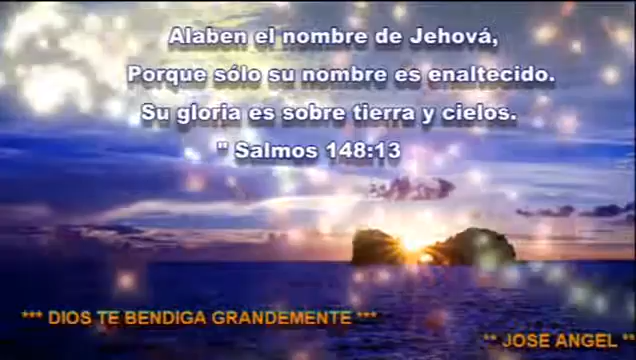 Alaben el nombre de Jehová,
Porque sólo su nombre es enaltecido.
Su gloria es sobre tierra y cielos.
" Salmos 148:13
*** DIOS TE BENDIGA GRANDEMENTE ***
** JOSE ANGEL **